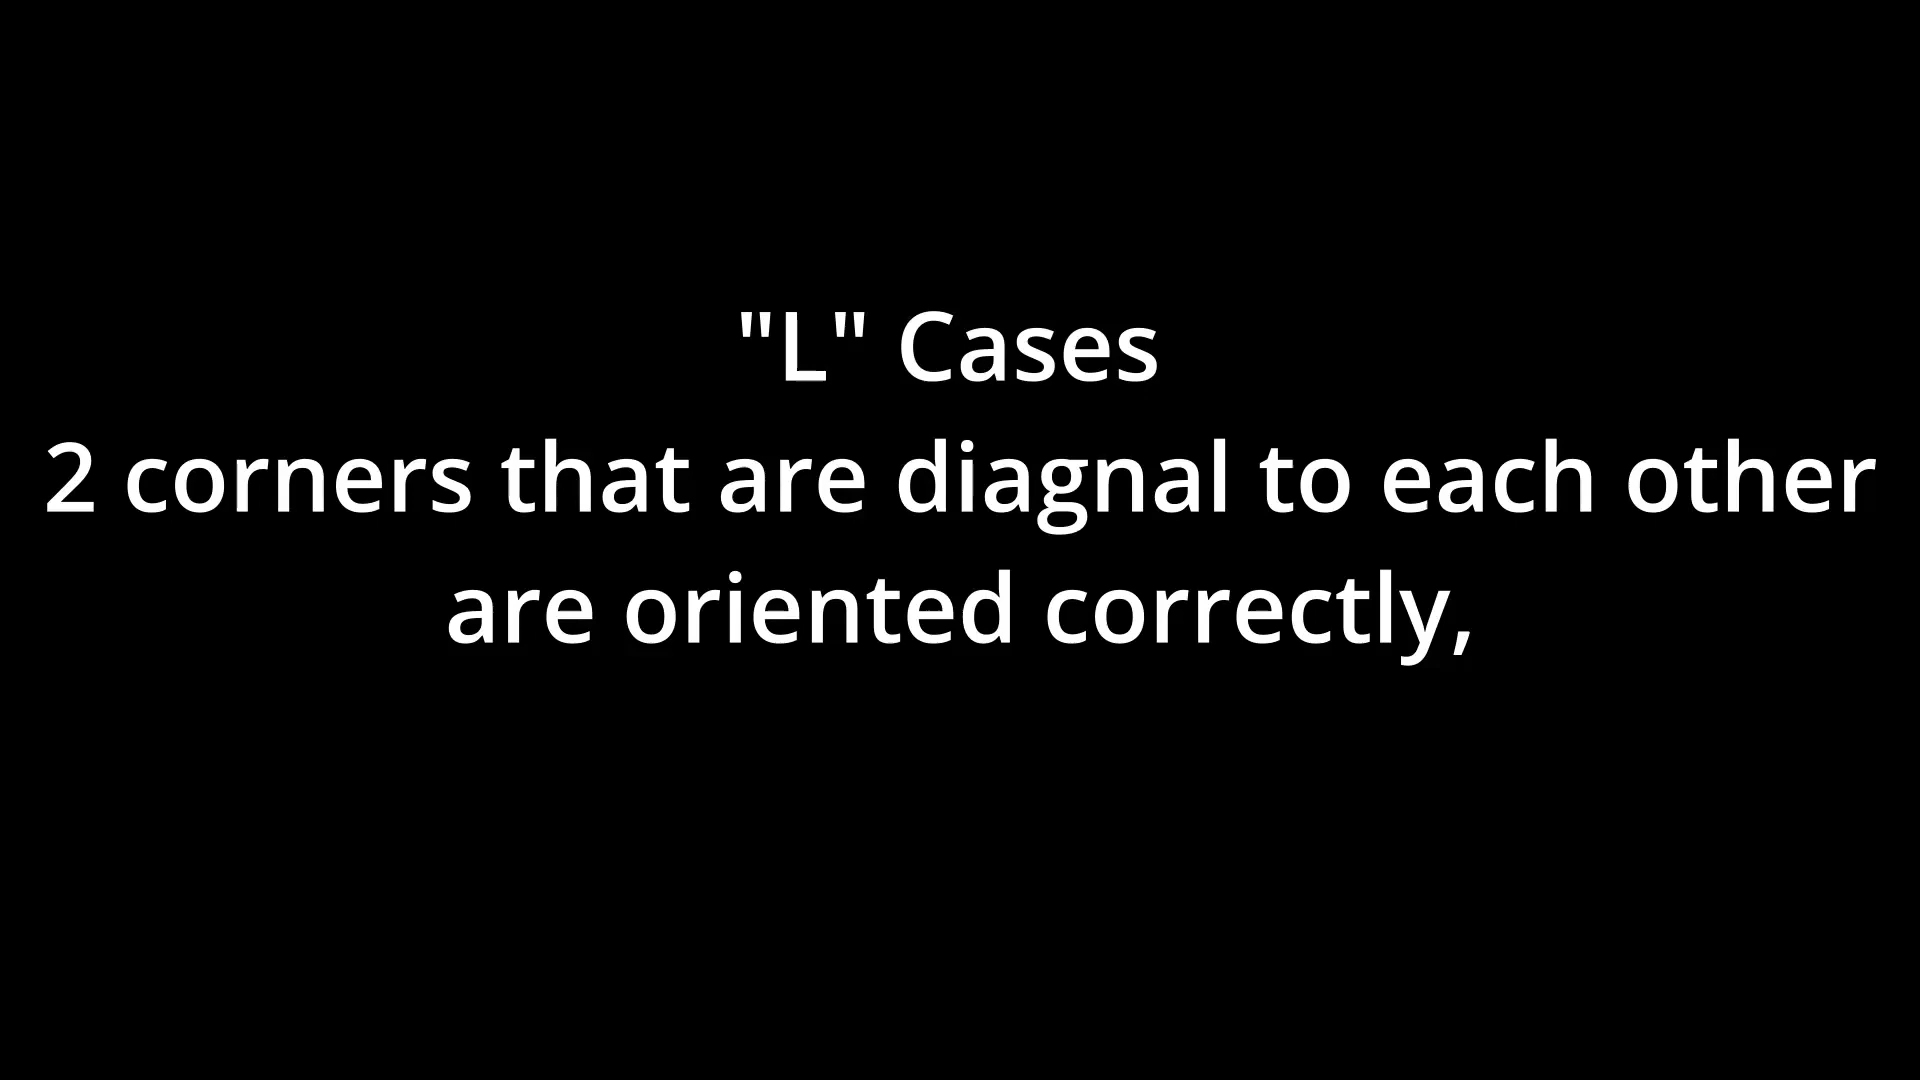 "L" Cases
2 corners that are diagnal to each other
are oriented correctly,